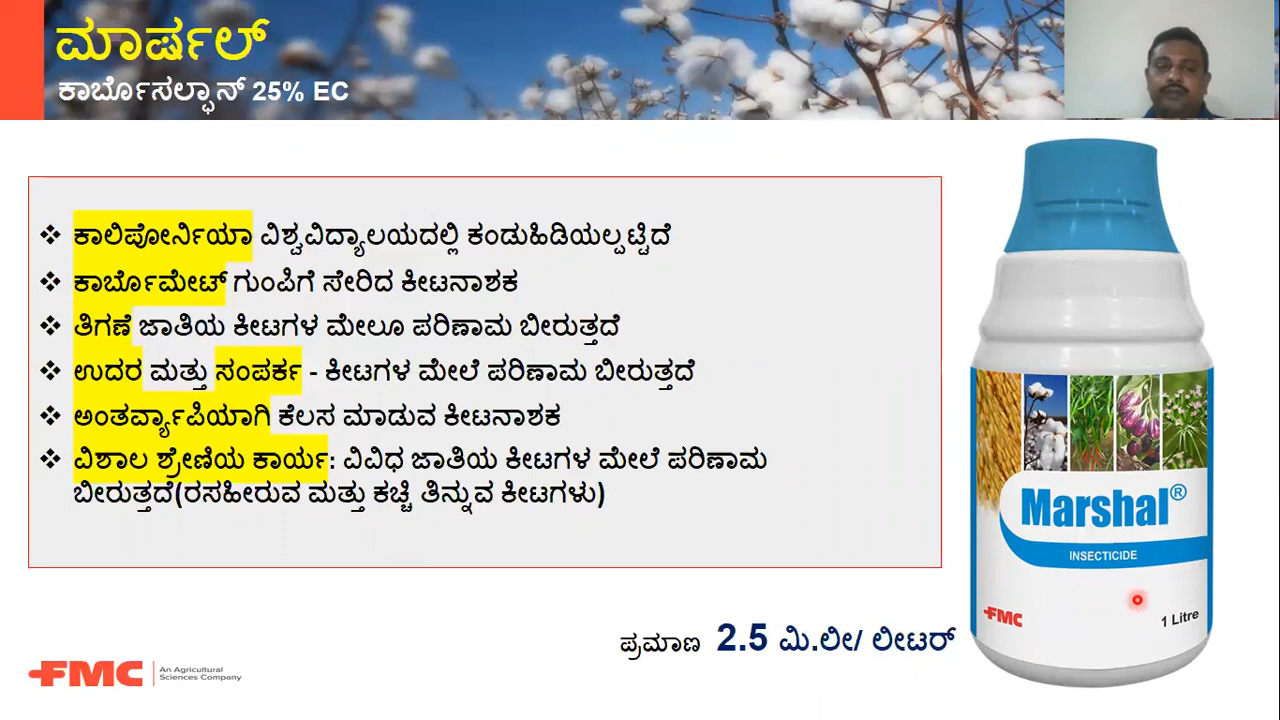 ಮಾರ್ಷಲ್
ಕಾರ್ಬೊಸಲ್ಫಾನ್ 25% EC
❖ ಕಾಲಿಪೋರ್ನಿಯಾ ವಿಶ್ವವಿದ್ಯಾಲಯದಲ್ಲಿ ಕಂಡುಹಿಡಿಯಲ್ಪಟ್ಟಿದೆ
❖ ಕಾರ್ಬೊಮೇಟ್ ಗುಂಪಿಗೆ ಸೇರಿದ ಕೀಟನಾಶಕ
❖ ತಿಗಣೆ ಜಾತಿಯ ಕೀಟಗಳ ಮೇಲೂ ಪರಿಣಾಮ ಬೀರುತ್ತದೆ
❖ ಉದರ ಮತ್ತು ಸಂಪರ್ಕ - ಕೀಟಗಳ ಮೇಲೆ ಪರಿಣಾಮ ಬೀರುತ್ತದೆ
❖ ಅಂತರ್ವ್ಯಾಪಿಯಾಗಿ ಕೆಲಸ ಮಾಡುವ ಕೀಟನಾಶಕ
❖ ವಿಶಾಲ ಶ್ರೇಣಿಯ ಕಾರ್ಯ: ವಿವಿಧ ಜಾತಿಯ ಕೀಟಗಳ ಮೇಲೆ ಪರಿಣಾಮ
ಬೀರುತ್ತದೆ(ರಸಹೀರುವ ಮತ್ತು ಕಚ್ಚಿ ತಿನ್ನುವ ಕೀಟಗಳು)
Marshal®
INSECTICIDE
FMC
1 Litre
ಪ್ರಮಾಣ 2.5 ಮಿ.ಲೀ/ ಲೀಟರ್
FMC
An Agricultural
Sciences Company